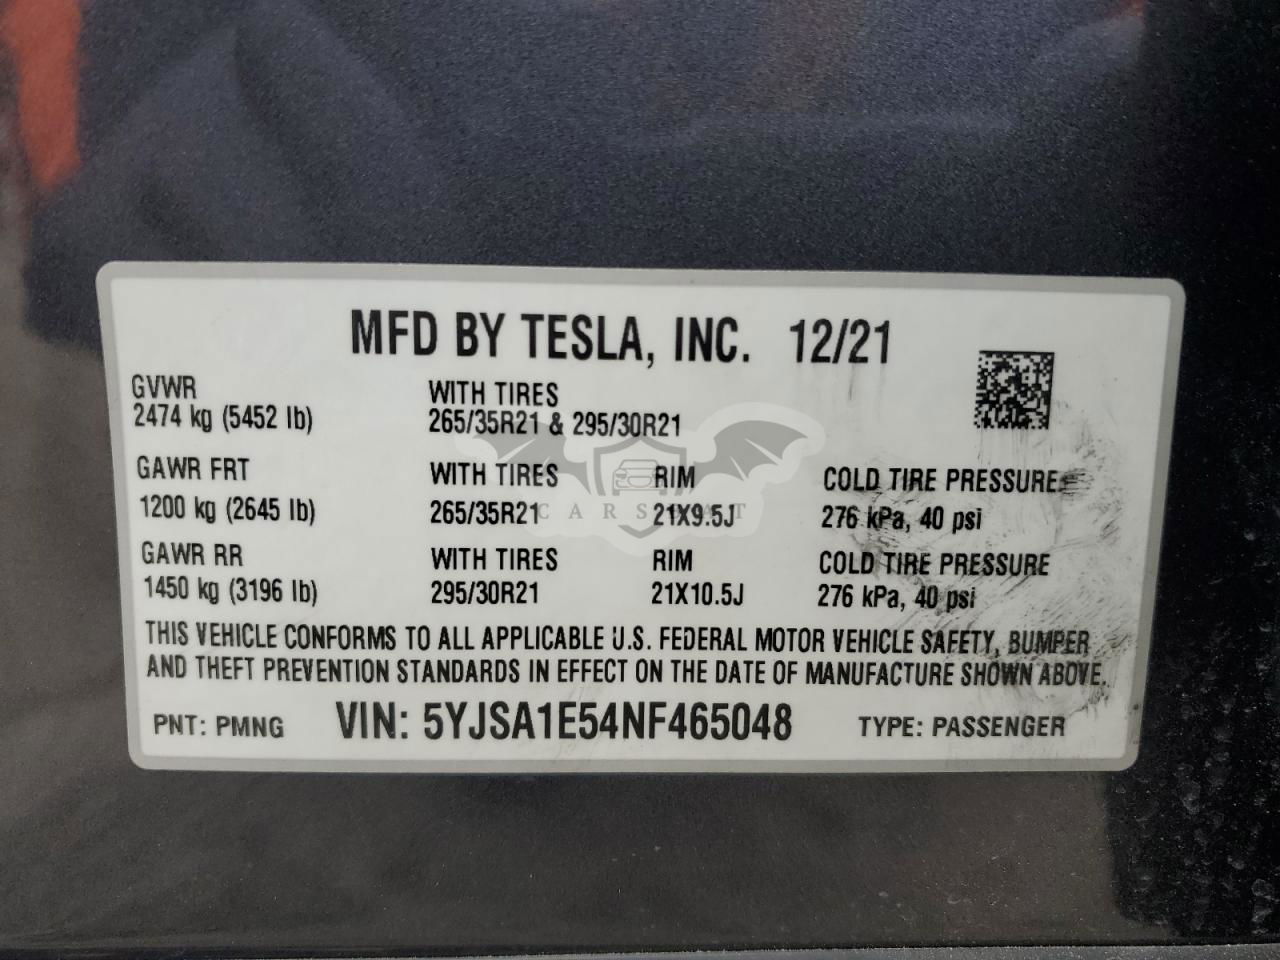 MFD BY TESLA, INC. 12/21
GVWR WITH TIRES
2474 kg (5452 lb) 265/35R21 & 295/30R21
GAWR FRT WITH TIRES RIM COLD TIRE PRESSURE
1200 kg (2645 lb) 265/35R21 21X9.5J 276 kPa, 40 psi
GAWR RR WITH TIRES RIM COLD TIRE PRESSURE
1450 kg (3196 lb) 295/30R21 21X10.5J 276 kPa, 40 psi
THIS VEHICLE CONFORMS TO ALL APPLICABLE U.S. FEDERAL MOTOR VEHICLE SAFETY, BUMPER
AND THEFT PREVENTION STANDARDS IN EFFECT ON THE DATE OF MANUFACTURE SHOWN ABOVE.
PNT: PMNG VIN: 5YJSA1E54NF465048 TYPE: PASSENGER